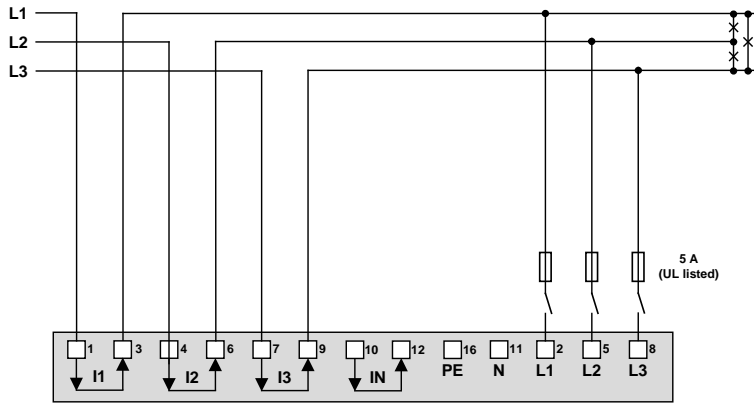 L1
L2
L3
5 A
(UL listed)
1 3 4 6 7 9 10 12 16 11 2 5 8
I1 I2 I3 IN PE N L1 L2 L3